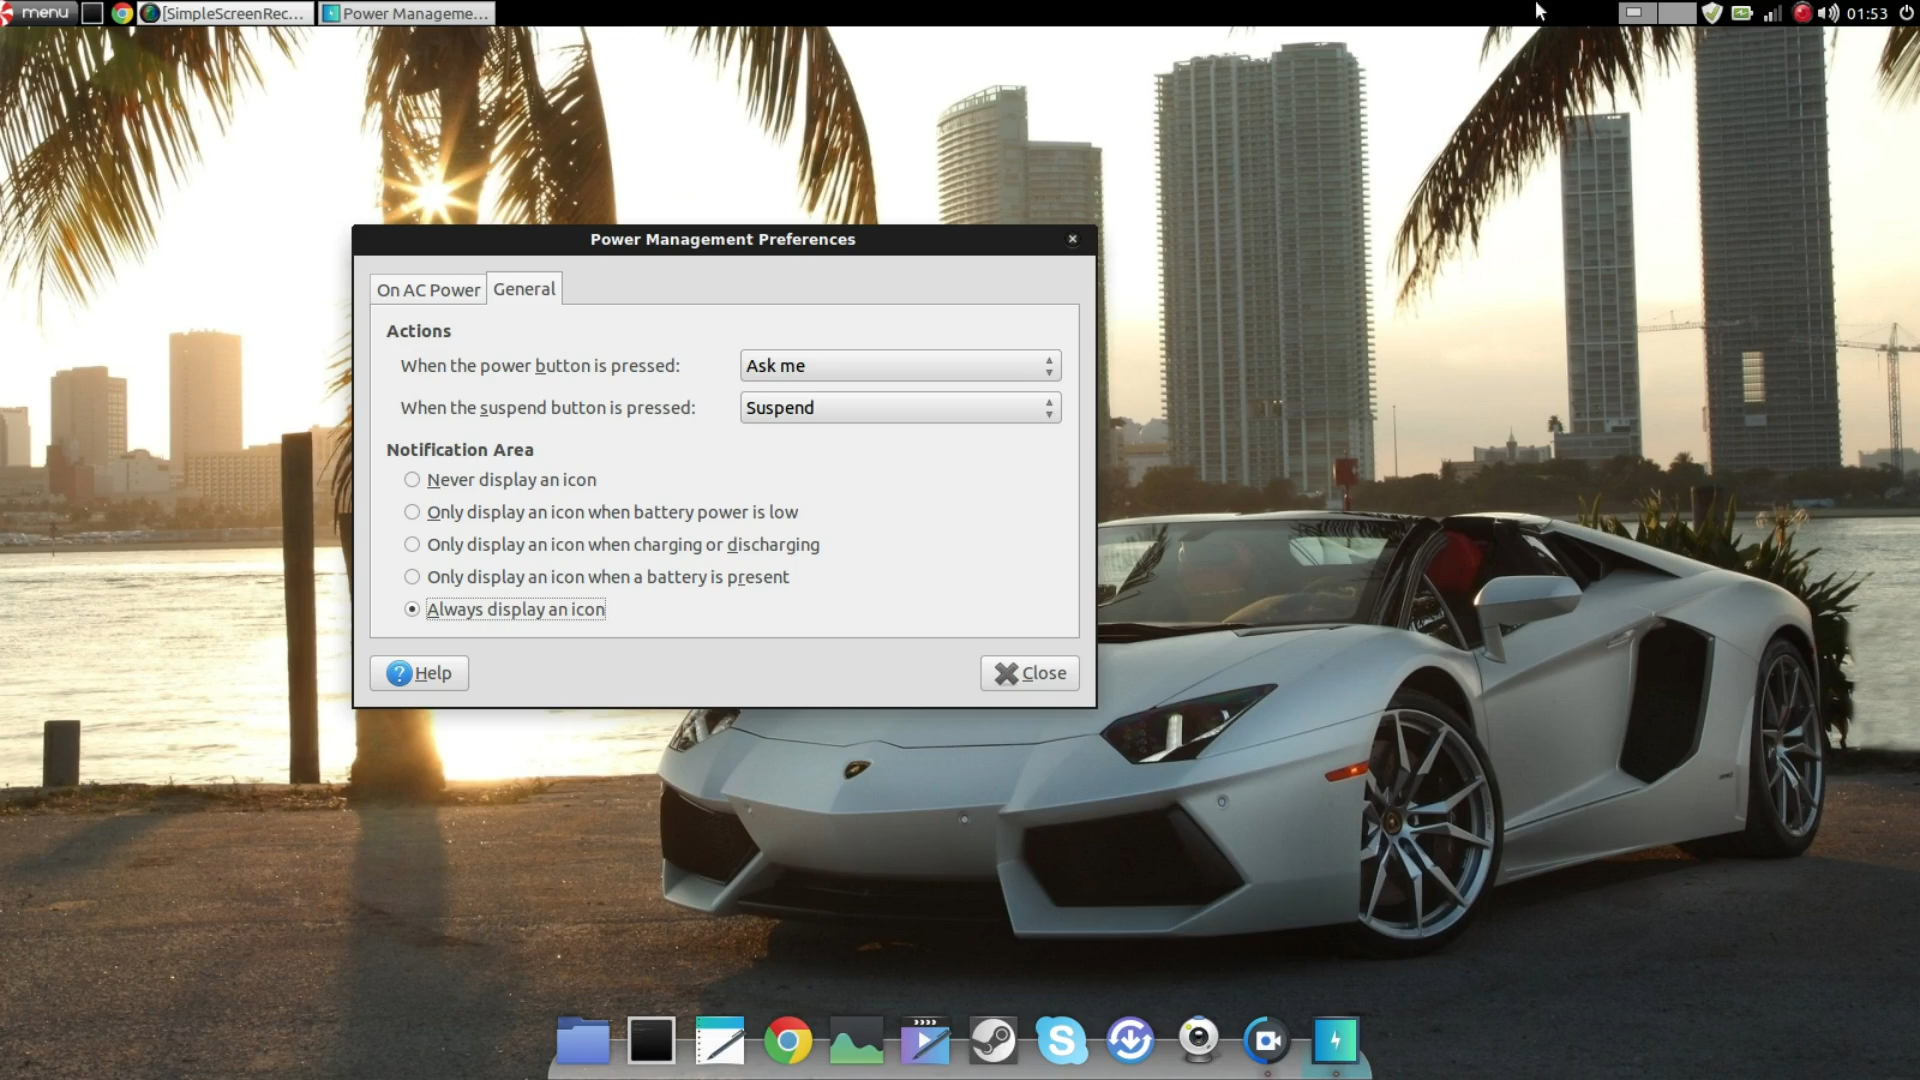 menu [SimpleScreenRec... Power Manageme... 01:53
Power Management Preferences
On AC Power General
Actions
When the power button is pressed: Ask me
When the suspend button is pressed: Suspend
Notification Area
Never display an icon
Only display an icon when battery power is low
Only display an icon when charging or discharging
Only display an icon when a battery is present
Always display an icon
? Help Close
S